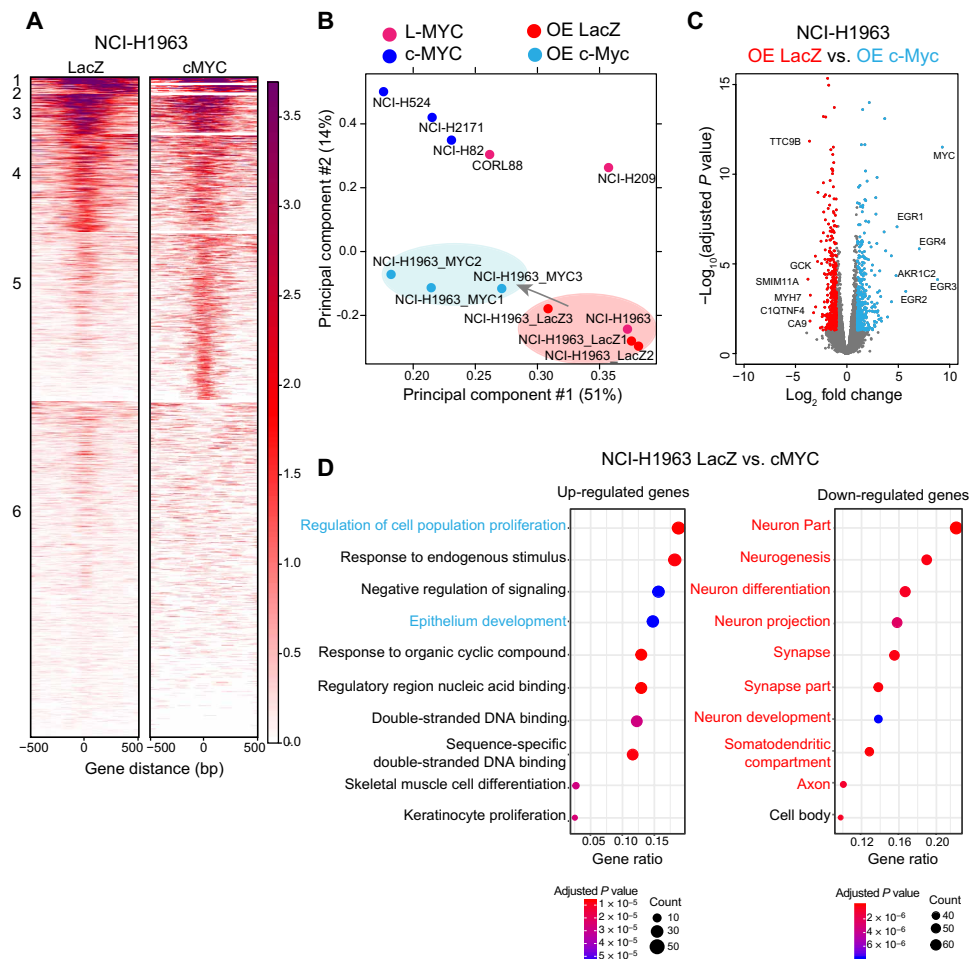 A
NCI-H1963
LacZ
cMYC
1
2
3
4
5
6
3.5
3.0
2.5
2.0
1.5
1.0
0.5
0.0
−500
0
500
−500
0
500
Gene distance (bp)
B
L-MYC
OE LacZ
c-MYC
OE c-Myc
NCI-H524
NCI-H2171
NCI-H82
CORL88
NCI-H209
NCI-H1963_MYC2
NCI-H1963_MYC3
NCI-H1963_MYC1
NCI-H1963_LacZ3
NCI-H1963
NCI-H1963_LacZ1
NCI-H1963_LacZ2
0.4
0.2
0.0
−0.2
Principal component #2 (14%)
0.20
0.25
0.30
0.35
Principal component #1 (51%)
C
NCI-H1963
OE LacZ vs. OE c-Myc
15
10
5
0
−Log10(adjusted P value)
TTC9B
MYC
EGR1
EGR4
GCK
AKR1C2
SMIM11A
EGR3
MYH7
EGR2
C1QTNF4
CA9
−10
−5
0
5
10
Log2 fold change
D
NCI-H1963 LacZ vs. cMYC
Up-regulated genes
Regulation of cell population proliferation
Response to endogenous stimulus
Negative regulation of signaling
Epithelium development
Response to organic cyclic compound
Regulatory region nucleic acid binding
Double-stranded DNA binding
Sequence-specific
double-stranded DNA binding
Skeletal muscle cell differentiation
Keratinocyte proliferation
0.05
0.10
0.15
Gene ratio
Adjusted P value
1 × 10⁻⁵
2 × 10⁻⁵
3 × 10⁻⁵
4 × 10⁻⁵
5 × 10⁻⁵
Count
10
30
50
Down-regulated genes
Neuron Part
Neurogenesis
Neuron differentiation
Neuron projection
Synapse
Synapse part
Neuron development
Somatodendritic
compartment
Axon
Cell body
0.12
0.16
0.20
Gene ratio
Adjusted P value
2 × 10⁻⁶
4 × 10⁻⁶
6 × 10⁻⁶
Count
40
50
60